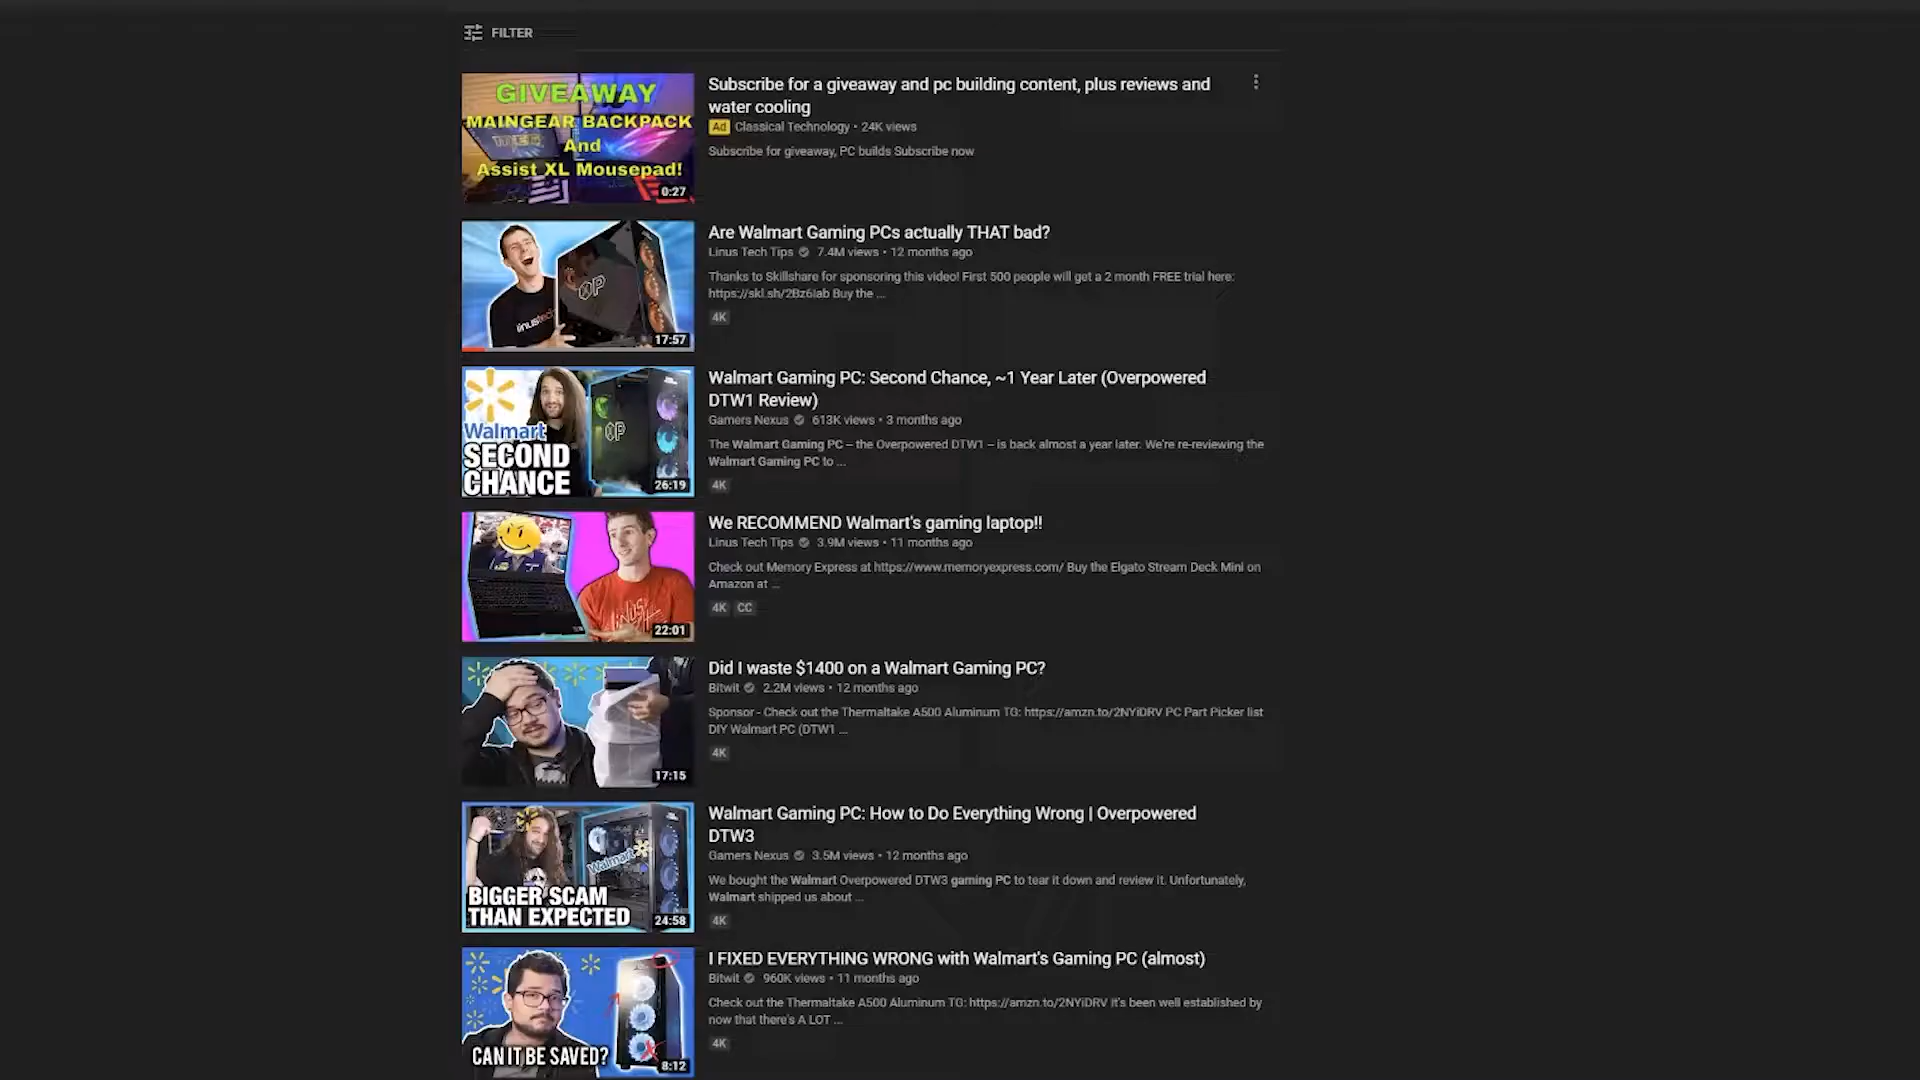 FILTER
GIVEAWAY
MAINGEAR BACKPACK
And
Assist XL Mousepad!
0:27
Subscribe for a giveaway and pc building content, plus reviews and
water cooling
Ad Classical Technology • 24K views
Subscribe for giveaway, PC builds Subscribe now
OP
linustech
17:57
Are Walmart Gaming PCs actually THAT bad?
Linus Tech Tips 7.4M views • 12 months ago
Thanks to Skillshare for sponsoring this video! First 500 people will get a 2 month FREE trial here:
https://skl.sh/2Bz6Iab Buy the ...
4K
Walmart
SECOND
CHANCE
OP
26:19
Walmart Gaming PC: Second Chance, ~1 Year Later (Overpowered
DTW1 Review)
Gamers Nexus 613K views • 3 months ago
The Walmart Gaming PC – the Overpowered DTW1 – is back almost a year later. We're re-reviewing the
Walmart Gaming PC to ...
4K
22:01
We RECOMMEND Walmart's gaming laptop!!
Linus Tech Tips 3.9M views • 11 months ago
Check out Memory Express at https://www.memoryexpress.com/ Buy the Elgato Stream Deck Mini on
Amazon at ...
4K CC
17:15
Did I waste $1400 on a Walmart Gaming PC?
Bitwit 2.2M views • 12 months ago
Sponsor - Check out the Thermaltake A500 Aluminum TG: https://amzn.to/2NYiDRV PC Part Picker list
DIY Walmart PC (DTW1 ...
4K
Walmart
BIGGER SCAM
THAN EXPECTED
24:58
Walmart Gaming PC: How to Do Everything Wrong | Overpowered
DTW3
Gamers Nexus 3.5M views • 12 months ago
We bought the Walmart Overpowered DTW3 gaming PC to tear it down and review it. Unfortunately,
Walmart shipped us about ...
4K
CAN IT BE SAVED?
8:12
I FIXED EVERYTHING WRONG with Walmart's Gaming PC (almost)
Bitwit 960K views • 11 months ago
Check out the Thermaltake A500 Aluminum TG: https://amzn.to/2NYiDRV It's been well established by
now that there's A LOT ...
4K